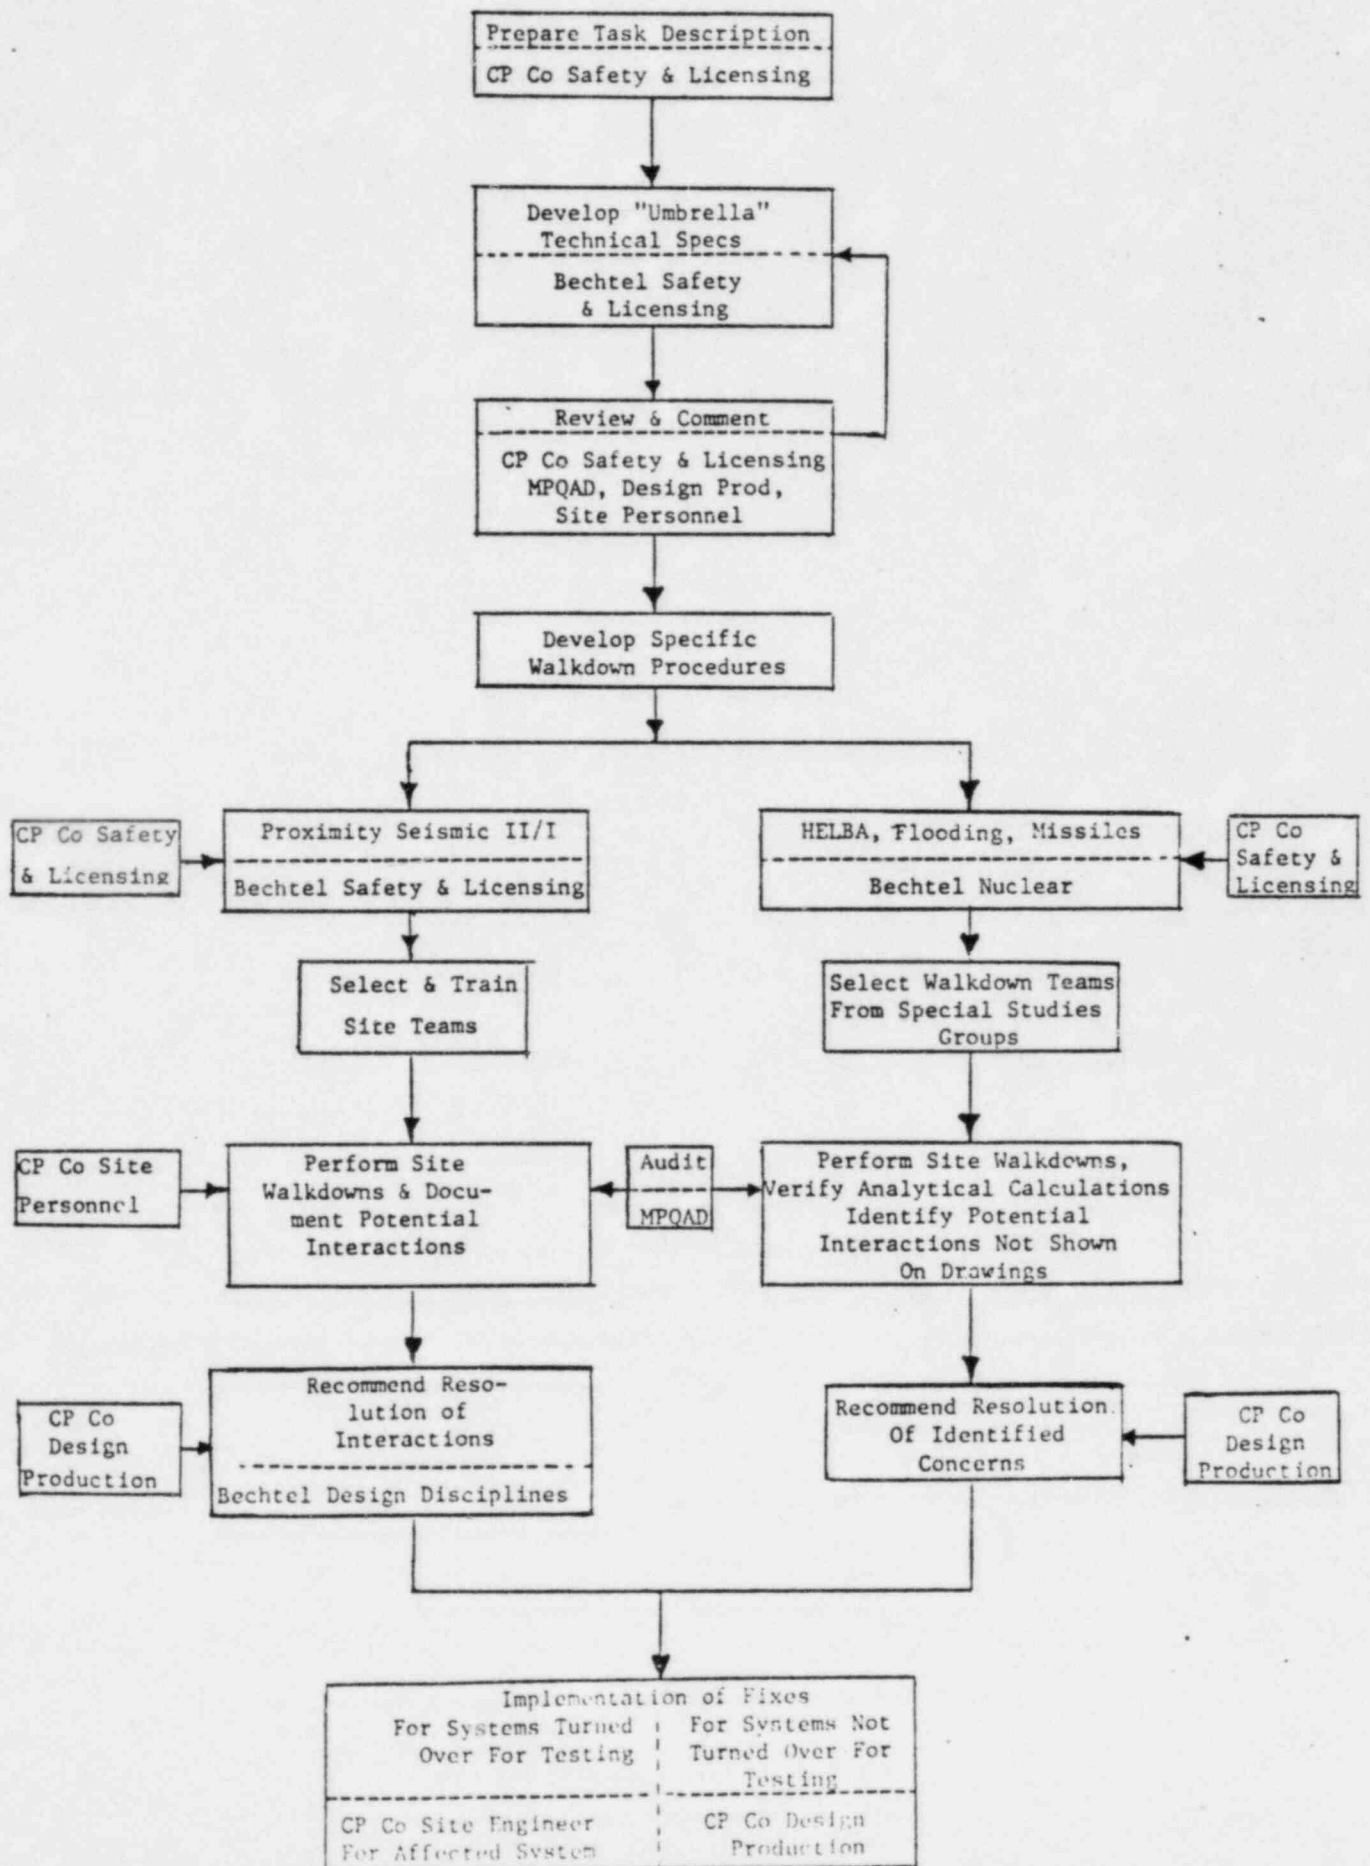 Prepare Task Description
CP Co Safety & Licensing
Develop "Umbrella"
Technical Specs
Bechtel Safety
& Licensing
Review & Comment
CP Co Safety & Licensing
MPQAD, Design Prod,
Site Personnel
Develop Specific
Walkdown Procedures
CP Co Safety
& Licensing
Proximity Seismic II/I
Bechtel Safety & Licensing
HELBA, Flooding, Missiles
Bechtel Nuclear
CP Co
Safety &
Licensing
Select & Train
Site Teams
Select Walkdown Teams
From Special Studies
Groups
CP Co Site
Personnel
Perform Site
Walkdowns & Docu-
ment Potential
Interactions
Audit
MPQAD
Perform Site Walkdowns,
Verify Analytical Calculations
Identify Potential
Interactions Not Shown
On Drawings
CP Co
Design
Production
Recommend Reso-
lution of
Interactions
Bechtel Design Disciplines
Recommend Resolution
Of Identified
Concerns
CP Co
Design
Production
Implementation of Fixes
For Systems Turned
Over For Testing
For Systems Not
Turned Over For
Testing
CP Co Site Engineer
For Affected System
CP Co Design
Production